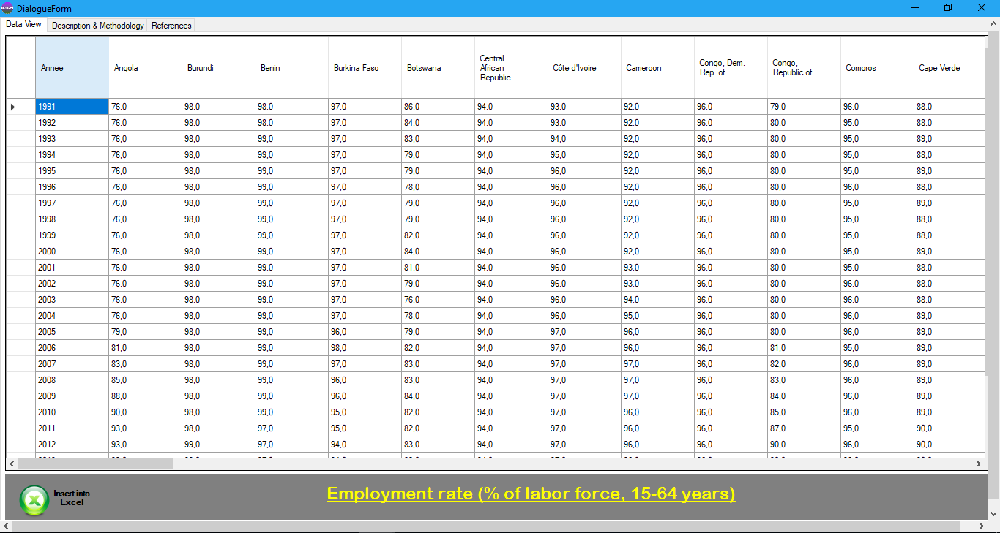 DialogueForm
Data View Description & Methodology References
Annee Angola Burundi Benin Burkina Faso Botswana Central African Republic Côte d'Ivoire Cameroon Congo, Dem. Rep. of Congo, Republic of Comoros Cape Verde
1991 76,0 98,0 98,0 97,0 86,0 94,0 93,0 92,0 96,0 79,0 96,0 88,0
1992 76,0 98,0 98,0 97,0 84,0 94,0 93,0 92,0 96,0 80,0 95,0 88,0
1993 76,0 98,0 99,0 97,0 83,0 94,0 94,0 92,0 96,0 80,0 95,0 89,0
1994 76,0 98,0 99,0 97,0 79,0 94,0 95,0 92,0 96,0 80,0 95,0 88,0
1995 76,0 98,0 99,0 97,0 79,0 94,0 96,0 92,0 96,0 80,0 95,0 89,0
1996 76,0 98,0 99,0 97,0 78,0 94,0 96,0 92,0 96,0 80,0 96,0 88,0
1997 76,0 98,0 99,0 97,0 79,0 94,0 96,0 92,0 96,0 80,0 95,0 89,0
1998 76,0 98,0 99,0 97,0 79,0 94,0 96,0 92,0 96,0 80,0 95,0 88,0
1999 76,0 98,0 99,0 97,0 82,0 94,0 96,0 92,0 96,0 80,0 95,0 88,0
2000 76,0 98,0 99,0 97,0 84,0 94,0 96,0 92,0 96,0 80,0 95,0 89,0
2001 76,0 98,0 99,0 97,0 81,0 94,0 96,0 93,0 96,0 80,0 95,0 88,0
2002 76,0 98,0 99,0 97,0 79,0 94,0 96,0 93,0 96,0 80,0 96,0 88,0
2003 76,0 98,0 99,0 97,0 76,0 94,0 96,0 94,0 96,0 80,0 96,0 88,0
2004 76,0 98,0 99,0 97,0 78,0 94,0 96,0 95,0 96,0 80,0 96,0 89,0
2005 79,0 98,0 99,0 96,0 79,0 94,0 97,0 96,0 96,0 80,0 96,0 89,0
2006 81,0 98,0 99,0 98,0 82,0 94,0 97,0 96,0 96,0 81,0 95,0 89,0
2007 83,0 98,0 99,0 97,0 83,0 94,0 97,0 97,0 96,0 82,0 96,0 89,0
2008 85,0 98,0 99,0 96,0 83,0 94,0 97,0 97,0 96,0 83,0 96,0 89,0
2009 88,0 98,0 99,0 96,0 84,0 94,0 97,0 97,0 96,0 84,0 96,0 89,0
2010 90,0 98,0 99,0 95,0 82,0 94,0 97,0 96,0 96,0 85,0 96,0 89,0
2011 93,0 98,0 97,0 95,0 82,0 94,0 97,0 96,0 96,0 87,0 95,0 90,0
2012 93,0 99,0 97,0 94,0 83,0 94,0 97,0 96,0 96,0 90,0 96,0 90,0
Insert into
Excel
Employment rate (% of labor force, 15-64 years)